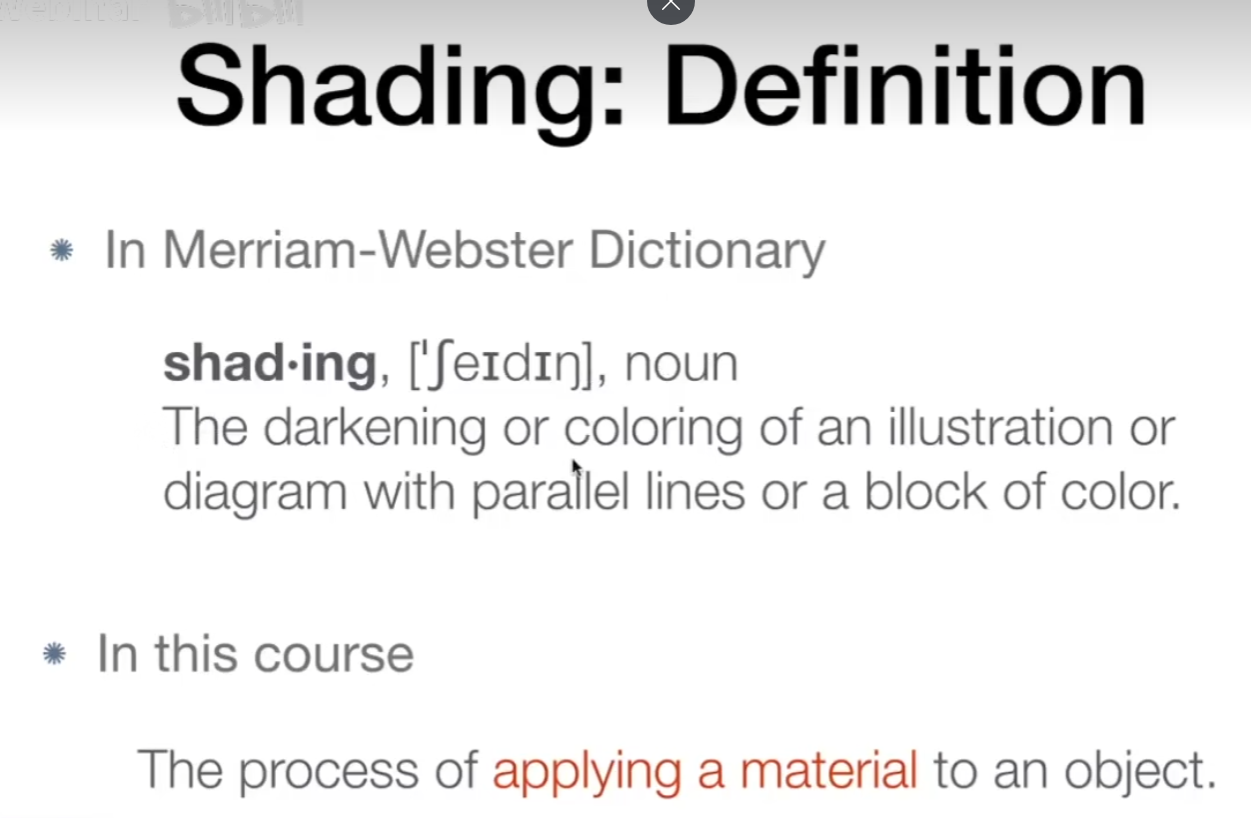 Shading: Definition
In Merriam-Webster Dictionary
shad·ing, [ˈʃeɪdɪŋ], noun
The darkening or coloring of an illustration or
diagram with parallel lines or a block of color.
In this course
The process of applying a material to an object.